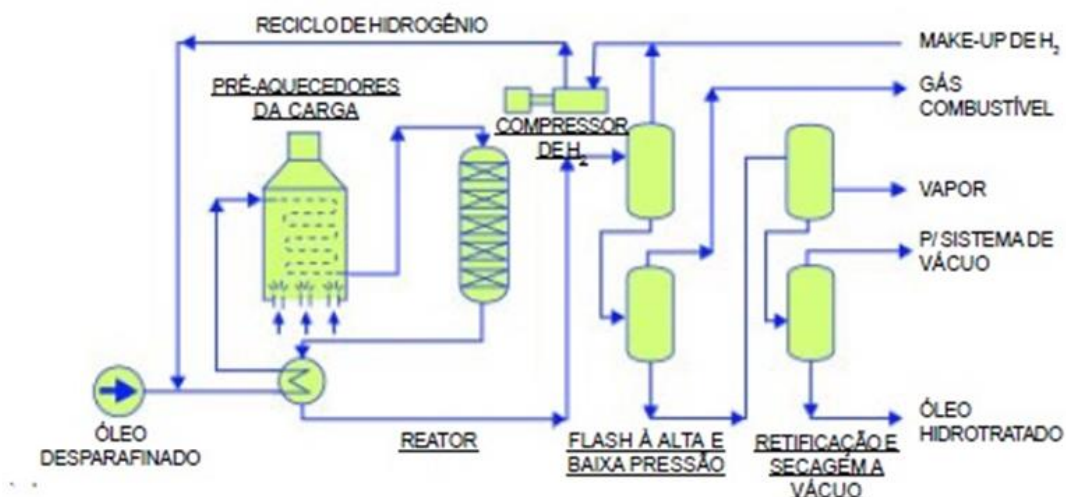 RECICLO DE HIDROGÊNIO
MAKE-UP DE H₂
PRÉ-AQUECEDORES
DA CARGA
GÁS
COMBUSTÍVEL
COMPRESSOR
DE H₂
VAPOR
P/ SISTEMA DE
VÁCUO
ÓLEO
DESPARAFINADO
REATOR
FLASH À ALTA E
BAIXA PRESSÃO
RETIFICAÇÃO E
SECAGÉM A
VÁCUO
ÓLEO
HIDROTRATADO